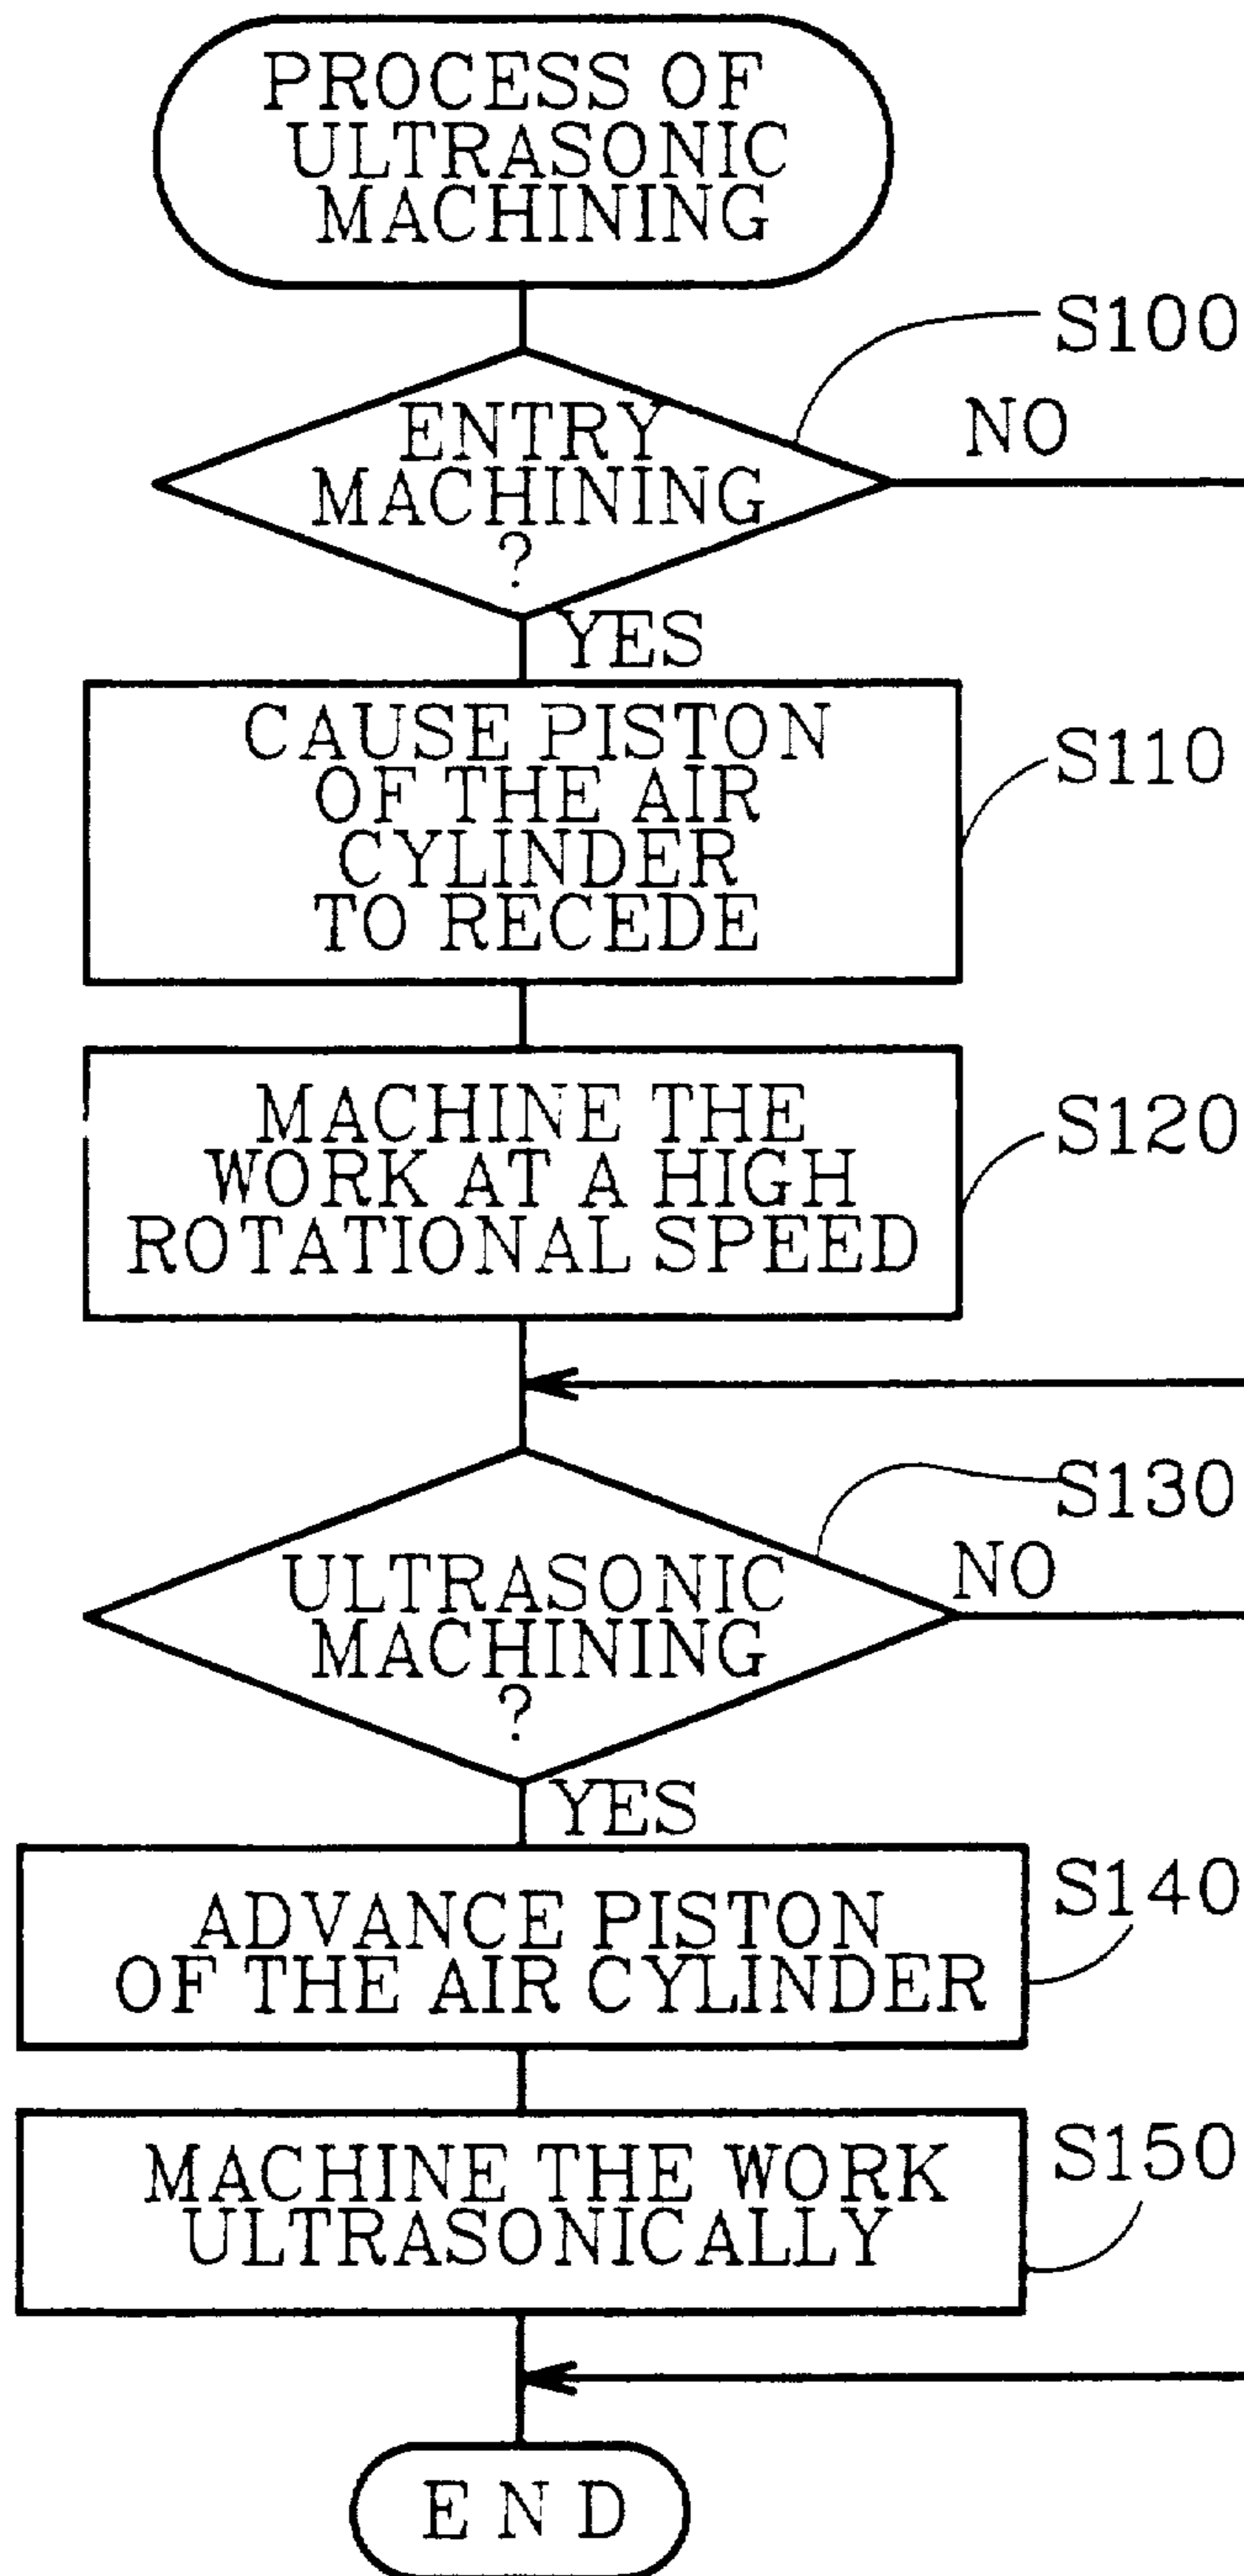 PROCESS OF
ULTRASONIC
MACHINING
S100
ENTRY
MACHINING
?
NO
YES
CAUSE PISTON
OF THE AIR
CYLINDER
TO RECEDE
S110
MACHINE THE
WORK AT A HIGH
ROTATIONAL SPEED
S120
S130
ULTRASONIC
MACHINING
?
NO
YES
ADVANCE PISTON
OF THE AIR CYLINDER
S140
MACHINE THE WORK
ULTRASONICALLY
S150
END